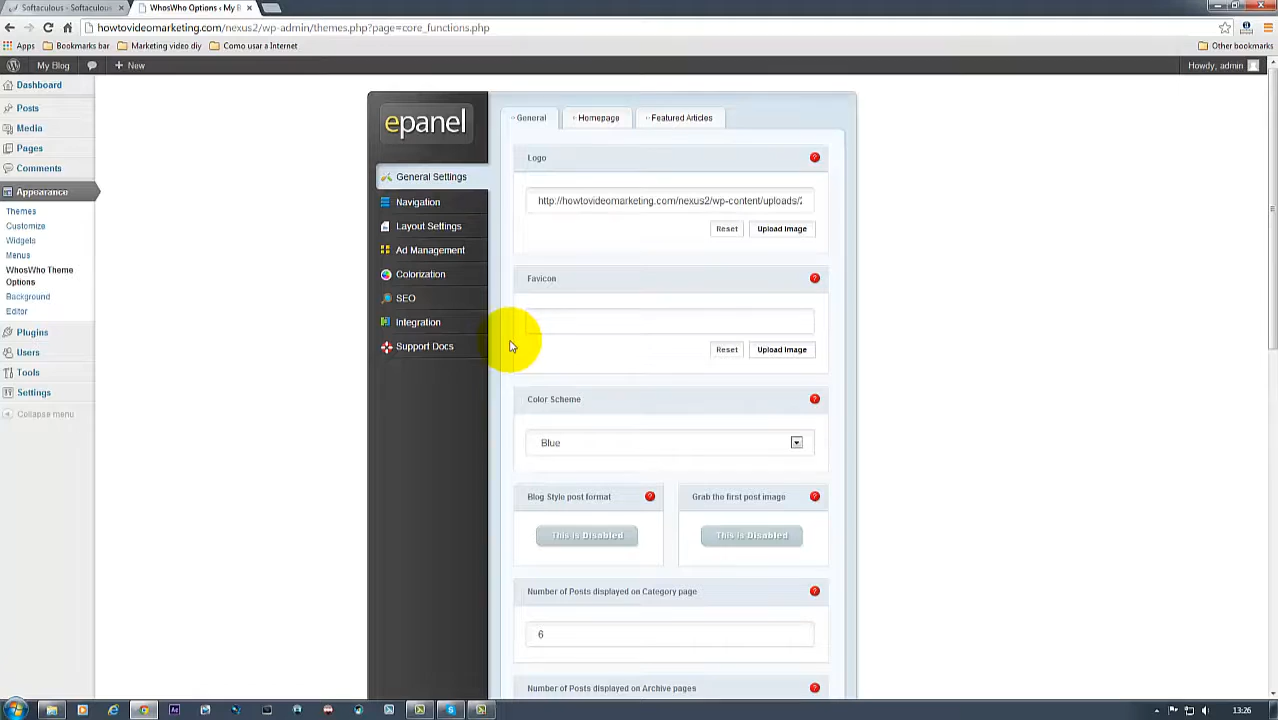 Softaculous - Softaculous
WhosWho Options ‹ My B
howtovideomarketing.com/nexus2/wp-admin/themes.php?page=core_functions.php
Apps
Bookmarks bar
Marketing video diy
Como usar a Internet
Other bookmarks
My Blog
+ New
Howdy, admin
Dashboard
Posts
Media
Pages
Comments
Appearance
Themes
Customize
Widgets
Menus
WhosWho Theme
Options
Background
Editor
Plugins
Users
Tools
Settings
Collapse menu
epanel
General Settings
Navigation
Layout Settings
Ad Management
Colorization
SEO
Integration
Support Docs
General
Homepage
Featured Articles
Logo
http://howtovideomarketing.com/nexus2/wp-content/uploads/2
Reset
Upload Image
Favicon
Reset
Upload Image
Color Scheme
Blue
Blog Style post format
Grab the first post image
This is Disabled
This is Disabled
Number of Posts displayed on Category page
6
Number of Posts displayed on Archive pages
13:26